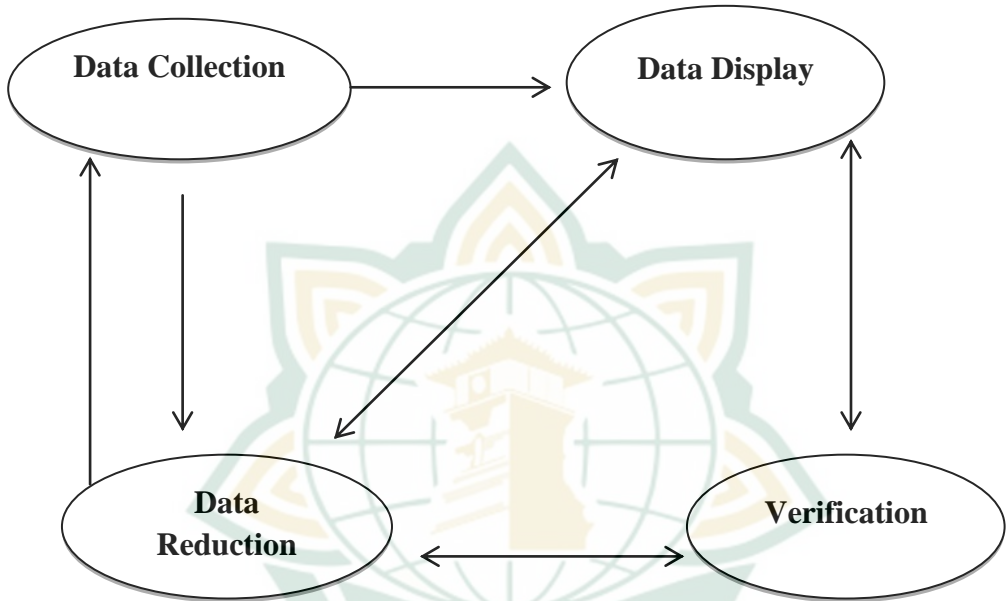 Data Collection
Data Display
Data
Reduction
Verification